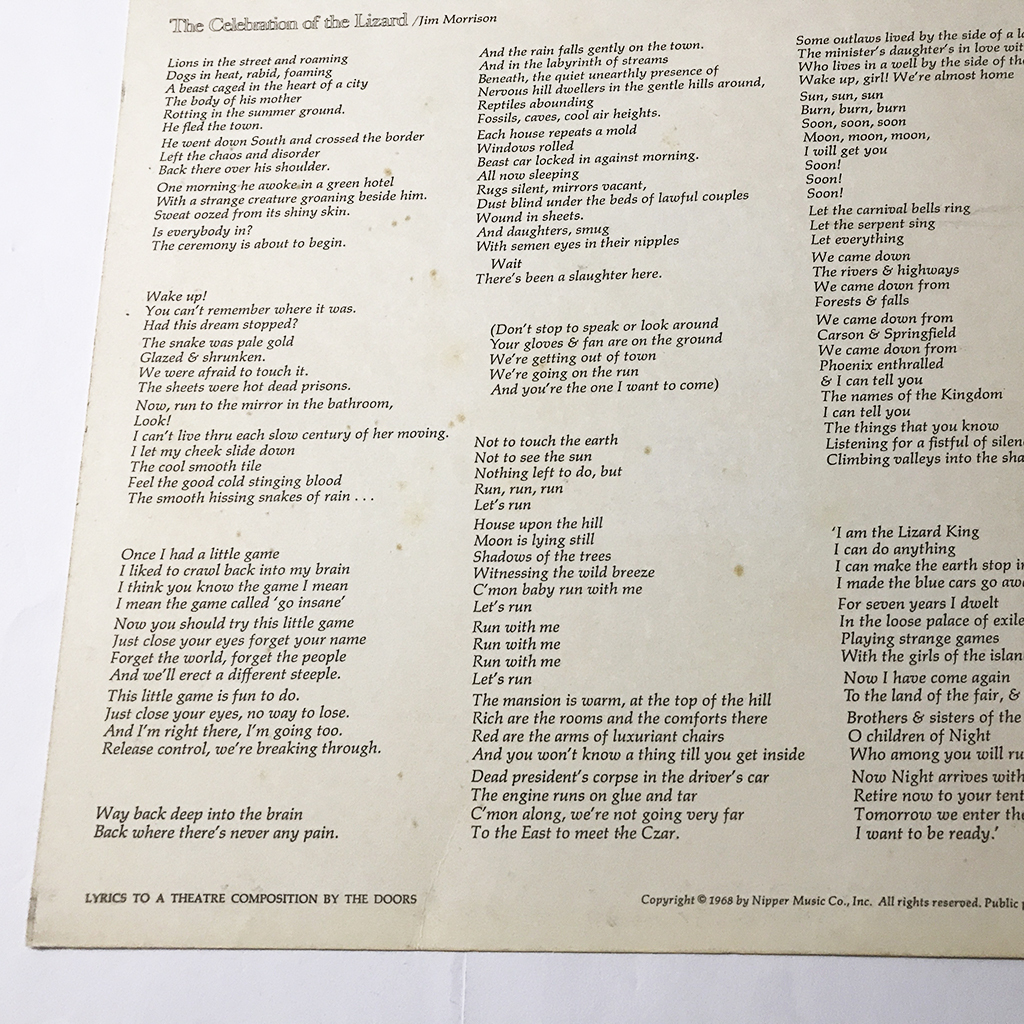 The Celebration of the Lizard / Jim Morrison
Lions in the street and roaming
Dogs in heat, rabid, foaming
A beast caged in the heart of a city
The body of his mother
Rotting in the summer ground.
He fled the town.
He went down South and crossed the border
Left the chaos and disorder
Back there over his shoulder.
One morning he awoke in a green hotel
With a strange creature groaning beside him.
Sweat oozed from its shiny skin.
Is everybody in?
The ceremony is about to begin.
Wake up!
You can't remember where it was.
Had this dream stopped?
The snake was pale gold
Glazed & shrunken.
We were afraid to touch it.
The sheets were hot dead prisons.
Now, run to the mirror in the bathroom,
Look!
I can't live thru each slow century of her moving.
I let my cheek slide down
The cool smooth tile
Feel the good cold stinging blood
The smooth hissing snakes of rain . . .
Once I had a little game
I liked to crawl back into my brain
I think you know the game I mean
I mean the game called 'go insane'
Now you should try this little game
Just close your eyes forget your name
Forget the world, forget the people
And we'll erect a different steeple.
This little game is fun to do.
Just close your eyes, no way to lose.
And I'm right there, I'm going too.
Release control, we're breaking through.
Way back deep into the brain
Back where there's never any pain.
And the rain falls gently on the town.
And in the labyrinth of streams
Beneath, the quiet unearthly presence of
Nervous hill dwellers in the gentle hills around,
Reptiles abounding
Fossils, caves, cool air heights.
Each house repeats a mold
Windows rolled
Beast car locked in against morning.
All now sleeping
Rugs silent, mirrors vacant,
Dust blind under the beds of lawful couples
Wound in sheets.
And daughters, smug
With semen eyes in their nipples
Wait
There's been a slaughter here.
(Don't stop to speak or look around
Your gloves & fan are on the ground
We're getting out of town
We're going on the run
And you're the one I want to come)
Not to touch the earth
Not to see the sun
Nothing left to do, but
Run, run, run
Let's run
House upon the hill
Moon is lying still
Shadows of the trees
Witnessing the wild breeze
C'mon baby run with me
Let's run
Run with me
Run with me
Run with me
Let's run
The mansion is warm, at the top of the hill
Rich are the rooms and the comforts there
Red are the arms of luxuriant chairs
And you won't know a thing till you get inside
Dead president's corpse in the driver's car
The engine runs on glue and tar
C'mon along, we're not going very far
To the East to meet the Czar.
Some outlaws lived by the side of a
The minister's daughter's in love
Who lives in a well by the side of
Wake up, girl! We're almost home
Sun, sun, sun
Burn, burn, burn
Soon, soon, soon
Moon, moon, moon,
I will get you
Soon!
Soon!
Soon!
Let the carnival bells ring
Let the serpent sing
Let everything
We came down
The rivers & highways
We came down from
Forests & falls
We came down from
Carson & Springfield
We came down from
Phoenix enthralled
& I can tell you
The names of the Kingdom
I can tell you
The things that you know
Listening for a fistful of
Climbing valleys into the
'I am the Lizard King
I can do anything
I can make the earth stop
I made the blue cars go
For seven years I dwelt
In the loose palace of
Playing strange games
With the girls of the
Now I have come again
To the land of the fair, &
Brothers & sisters of the
O children of Night
Who among you will
Now Night arrives
Retire now to your
Tomorrow we enter
I want to be ready.'
LYRICS TO A THEATRE COMPOSITION BY THE DOORS
Copyright © 1968 by Nipper Music Co., Inc. All rights reserved. Public